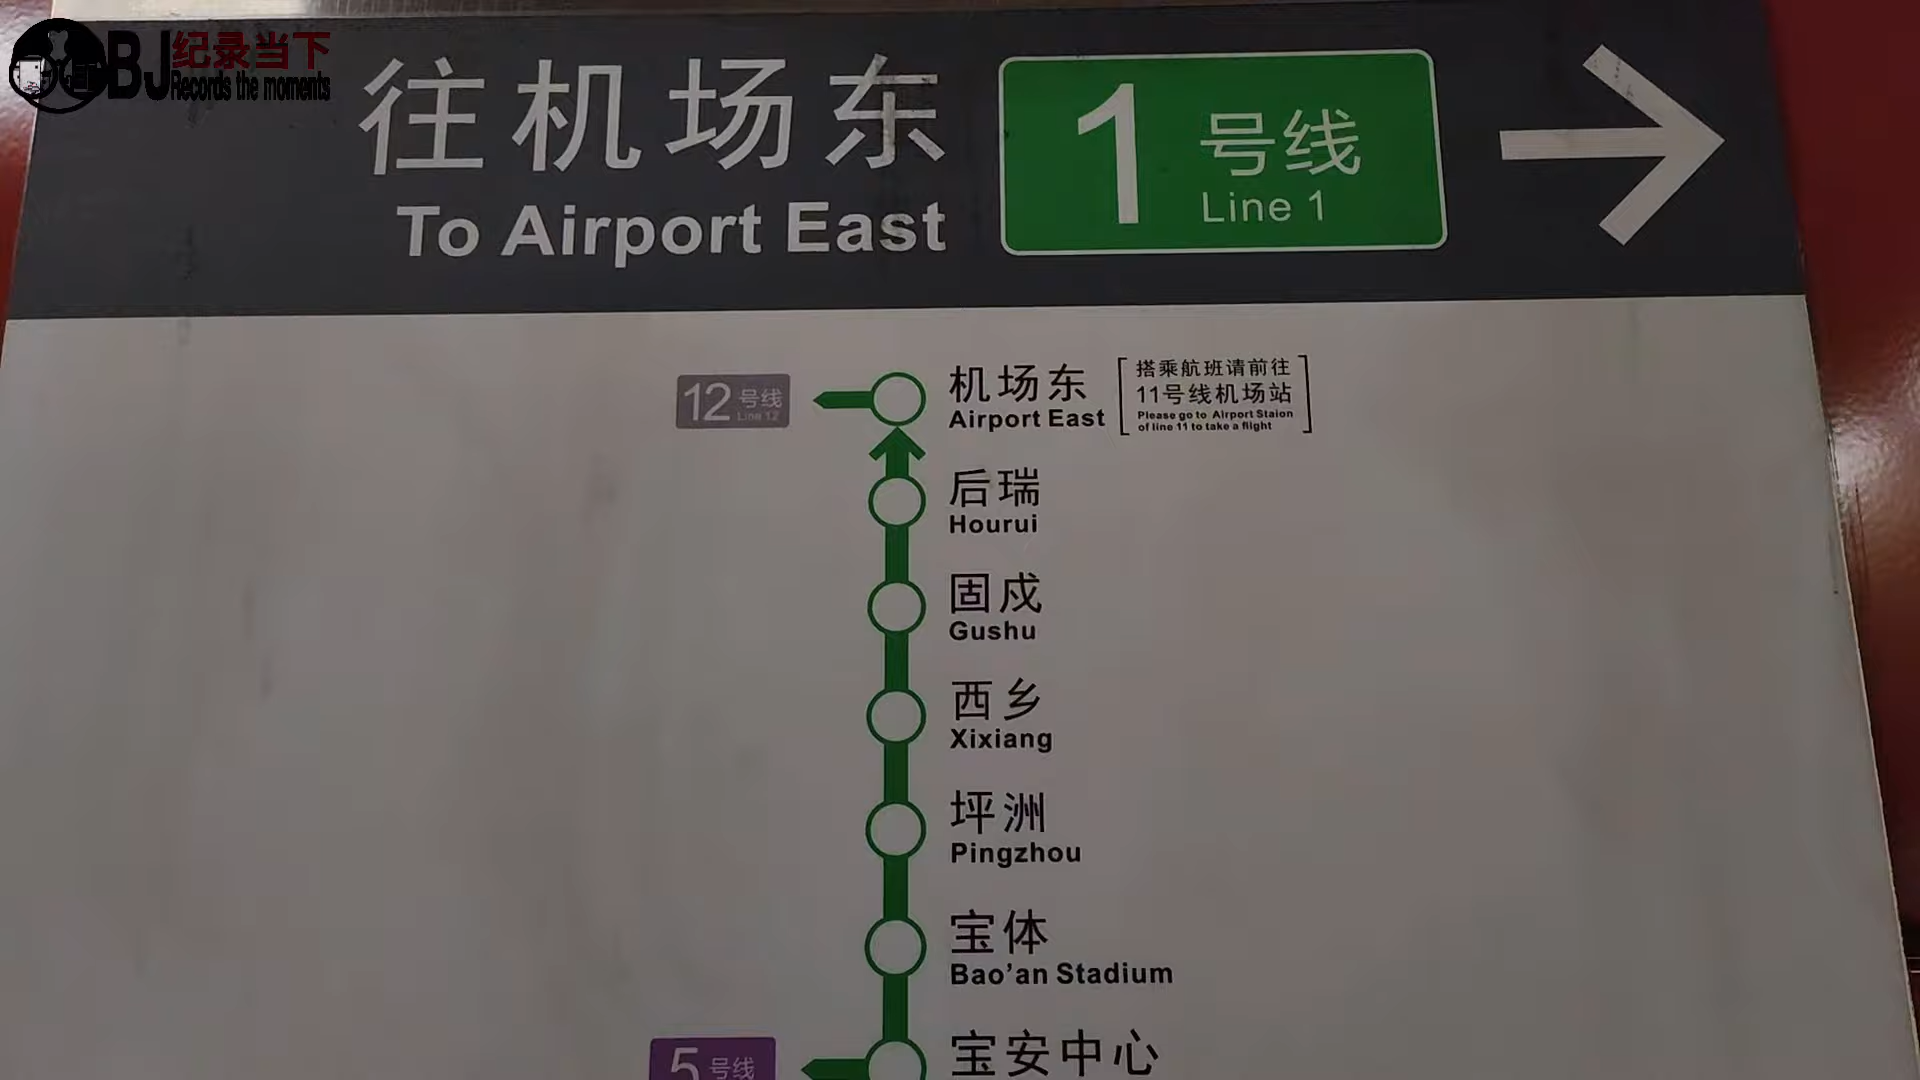 BJ纪录当下
Records the moments
往机场东
To Airport East
1号线
Line 1
12号线
Line 12
机场东
Airport East
搭乘航班请前往
11号线机场站
Please go to Airport Staion
of line 11 to take a flight
后瑞
Hourui
固戍
Gushu
西乡
Xixiang
坪洲
Pingzhou
宝体
Bao'an Stadium
5号线
宝安中心